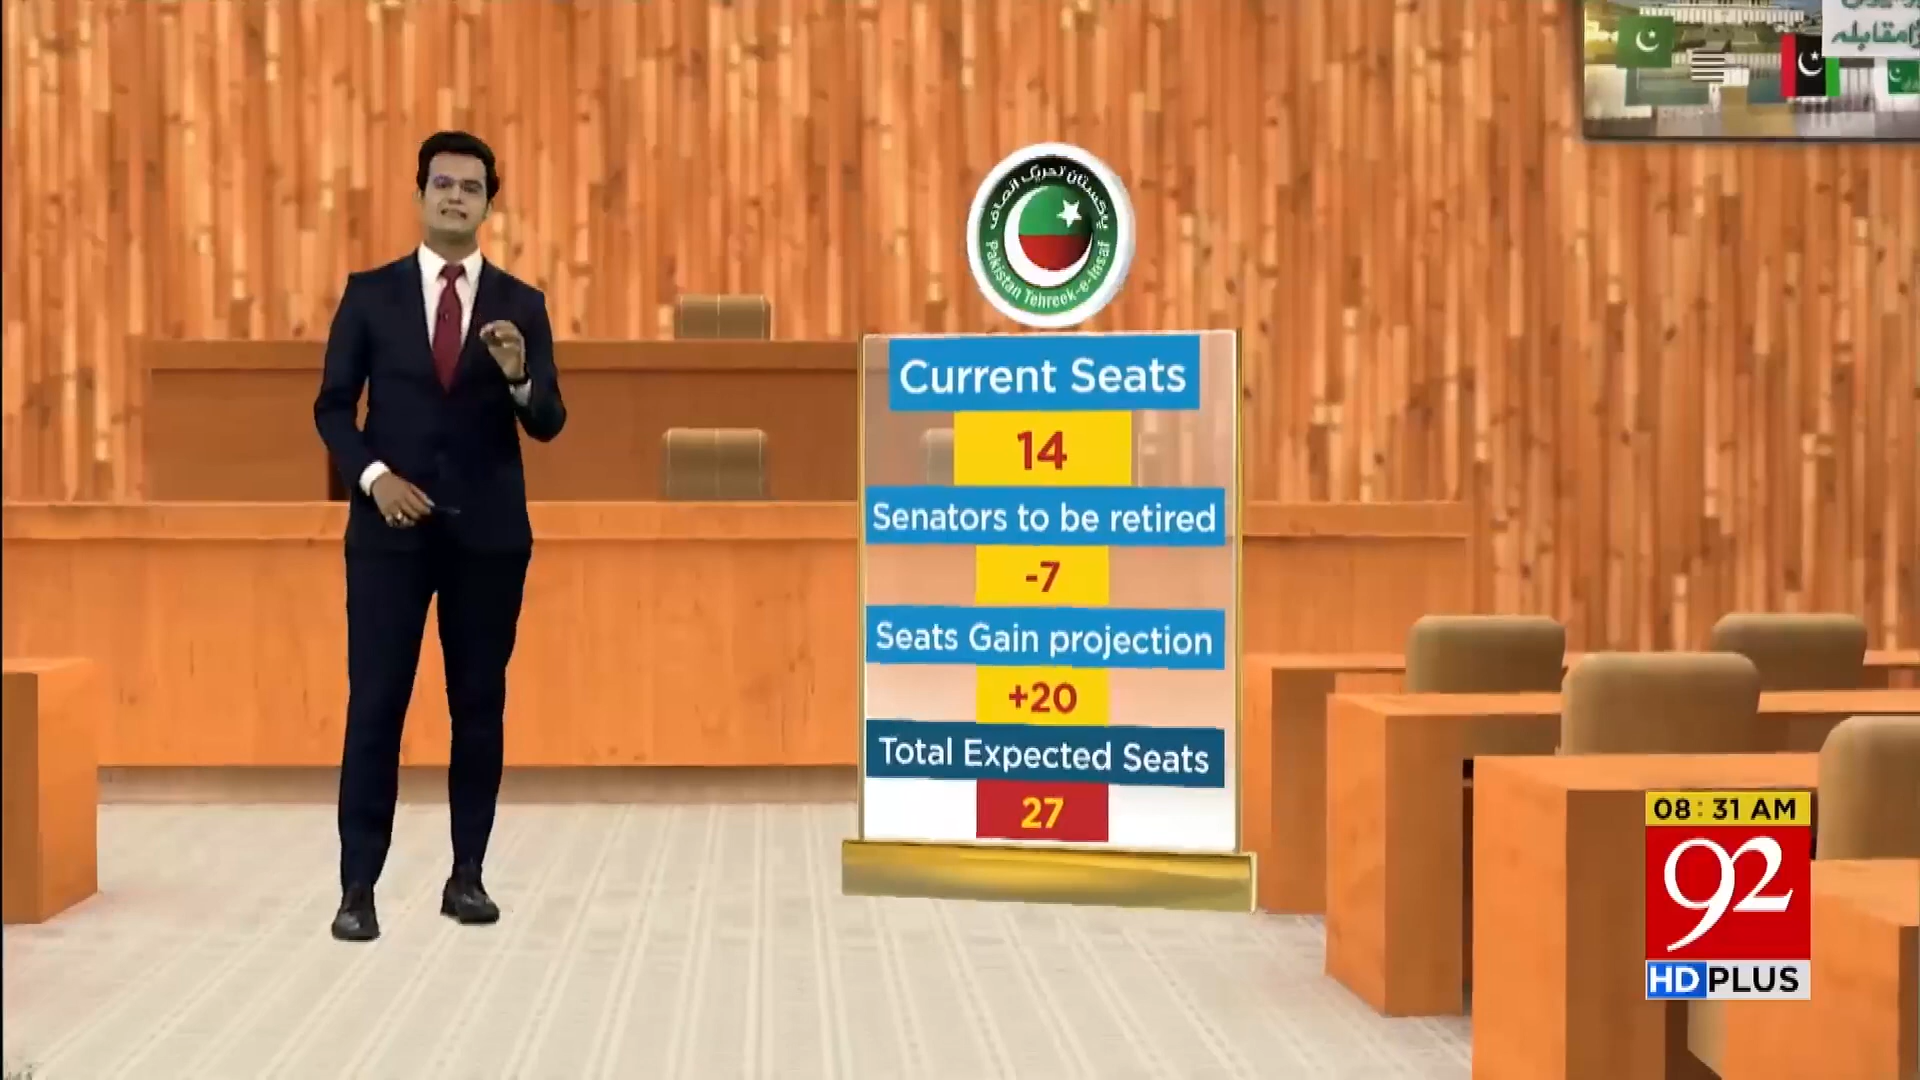 مقابلہ
پاکستان تحریک انصاف
Pakistan Tehreek-e-Insaf
Current Seats
14
Senators to be retired
-7
Seats Gain projection
+20
Total Expected Seats
27
08:31 AM
92
HD PLUS